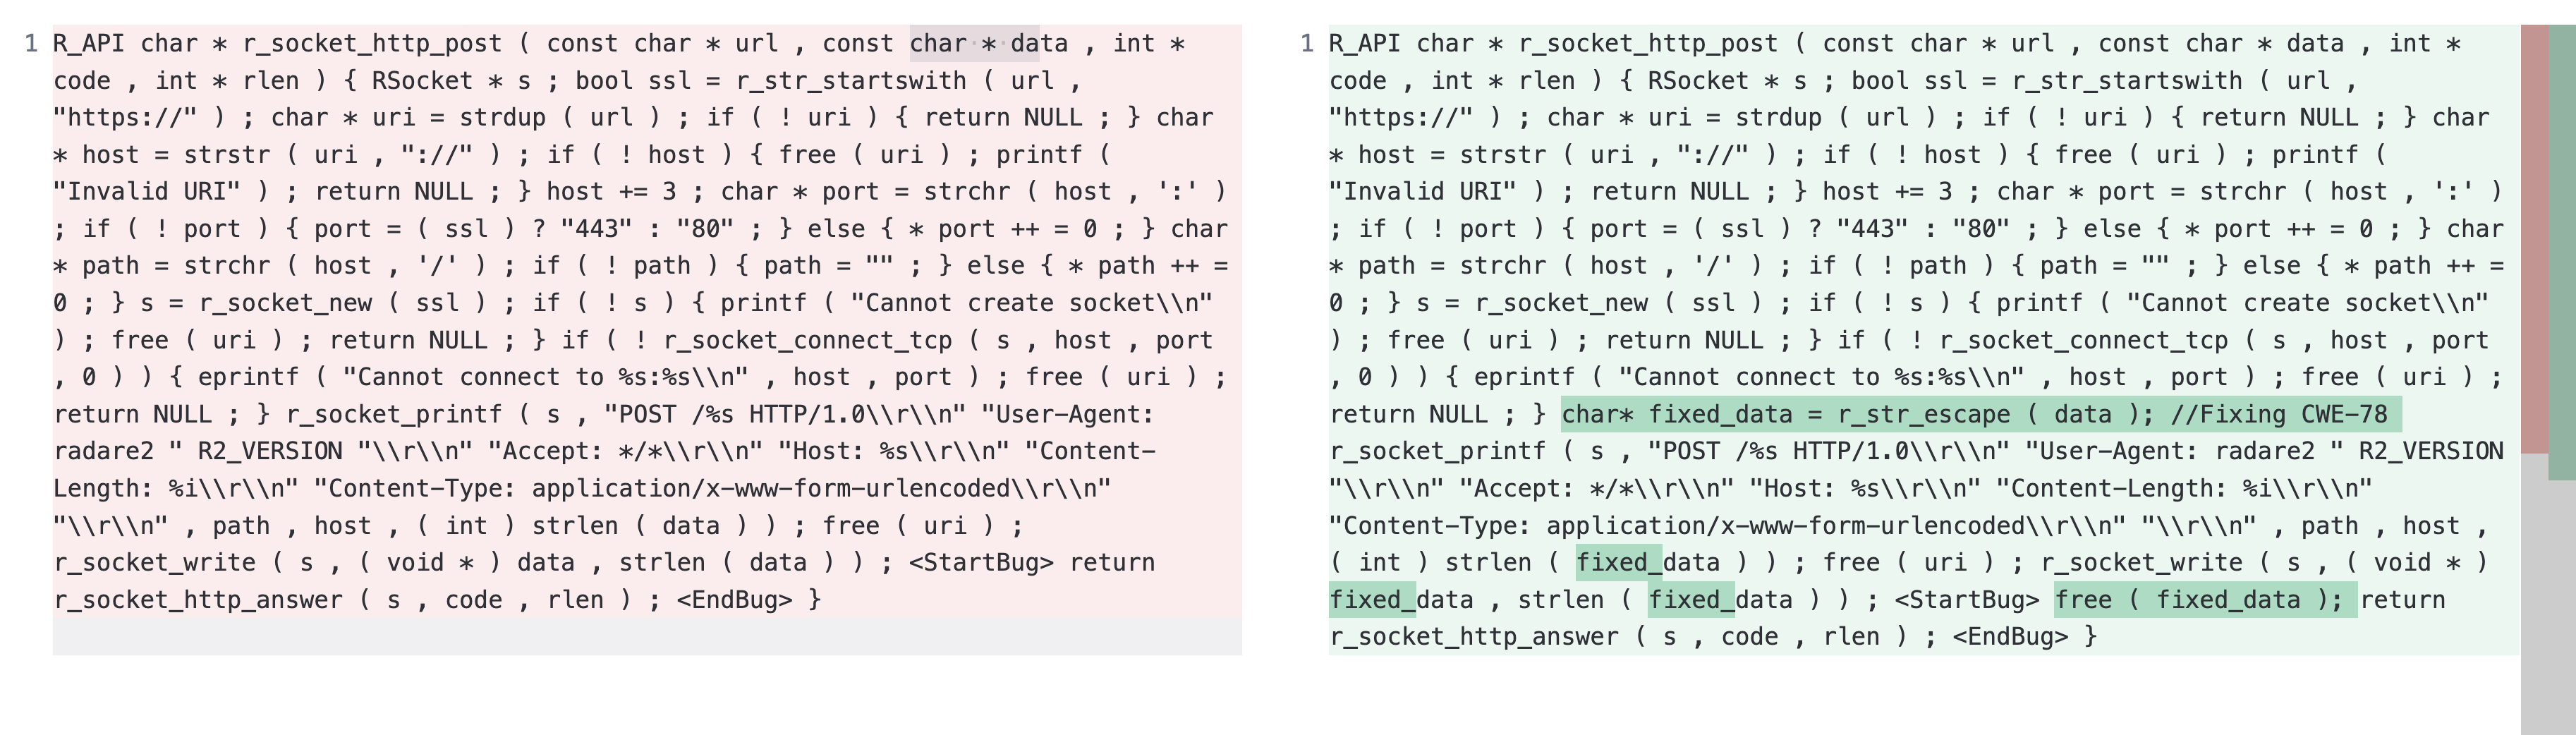 1 R_API char * r_socket_http_post ( const char * url , const char * data , int *
code , int * rlen ) { RSocket * s ; bool ssl = r_str_startswith ( url ,
"https://" ) ; char * uri = strdup ( url ) ; if ( ! uri ) { return NULL ; } char
* host = strstr ( uri , "://" ) ; if ( ! host ) { free ( uri ) ; printf (
"Invalid URI" ) ; return NULL ; } host += 3 ; char * port = strchr ( host , ':' )
; if ( ! port ) { port = ( ssl ) ? "443" : "80" ; } else { * port ++ = 0 ; } char
* path = strchr ( host , '/' ) ; if ( ! path ) { path = "" ; } else { * path ++ =
0 ; } s = r_socket_new ( ssl ) ; if ( ! s ) { printf ( "Cannot create socket\\n"
) ; free ( uri ) ; return NULL ; } if ( ! r_socket_connect_tcp ( s , host , port
, 0 ) ) { eprintf ( "Cannot connect to %s:%s\\n" , host , port ) ; free ( uri ) ;
return NULL ; } r_socket_printf ( s , "POST /%s HTTP/1.0\\r\\n" "User-Agent:
radare2 " R2_VERSION "\\r\\n" "Accept: */*\\r\\n" "Host: %s\\r\\n" "Content-
Length: %i\\r\\n" "Content-Type: application/x-www-form-urlencoded\\r\\n"
"\\r\\n" , path , host , ( int ) strlen ( data ) ) ; free ( uri ) ;
r_socket_write ( s , ( void * ) data , strlen ( data ) ) ; <StartBug> return
r_socket_http_answer ( s , code , rlen ) ; <EndBug> }
1 R_API char * r_socket_http_post ( const char * url , const char * data , int *
code , int * rlen ) { RSocket * s ; bool ssl = r_str_startswith ( url ,
"https://" ) ; char * uri = strdup ( url ) ; if ( ! uri ) { return NULL ; } char
* host = strstr ( uri , "://" ) ; if ( ! host ) { free ( uri ) ; printf (
"Invalid URI" ) ; return NULL ; } host += 3 ; char * port = strchr ( host , ':' )
; if ( ! port ) { port = ( ssl ) ? "443" : "80" ; } else { * port ++ = 0 ; } char
* path = strchr ( host , '/' ) ; if ( ! path ) { path = "" ; } else { * path ++ =
0 ; } s = r_socket_new ( ssl ) ; if ( ! s ) { printf ( "Cannot create socket\\n"
) ; free ( uri ) ; return NULL ; } if ( ! r_socket_connect_tcp ( s , host , port
, 0 ) ) { eprintf ( "Cannot connect to %s:%s\\n" , host , port ) ; free ( uri ) ;
return NULL ; } char* fixed_data = r_str_escape ( data ); //Fixing CWE-78
r_socket_printf ( s , "POST /%s HTTP/1.0\\r\\n" "User-Agent: radare2 " R2_VERSION
"\\r\\n" "Accept: */*\\r\\n" "Host: %s\\r\\n" "Content-Length: %i\\r\\n"
"Content-Type: application/x-www-form-urlencoded\\r\\n" "\\r\\n" , path , host ,
( int ) strlen ( fixed_data ) ) ; free ( uri ) ; r_socket_write ( s , ( void * )
fixed_data , strlen ( fixed_data ) ) ; <StartBug> free ( fixed_data ); return
r_socket_http_answer ( s , code , rlen ) ; <EndBug> }